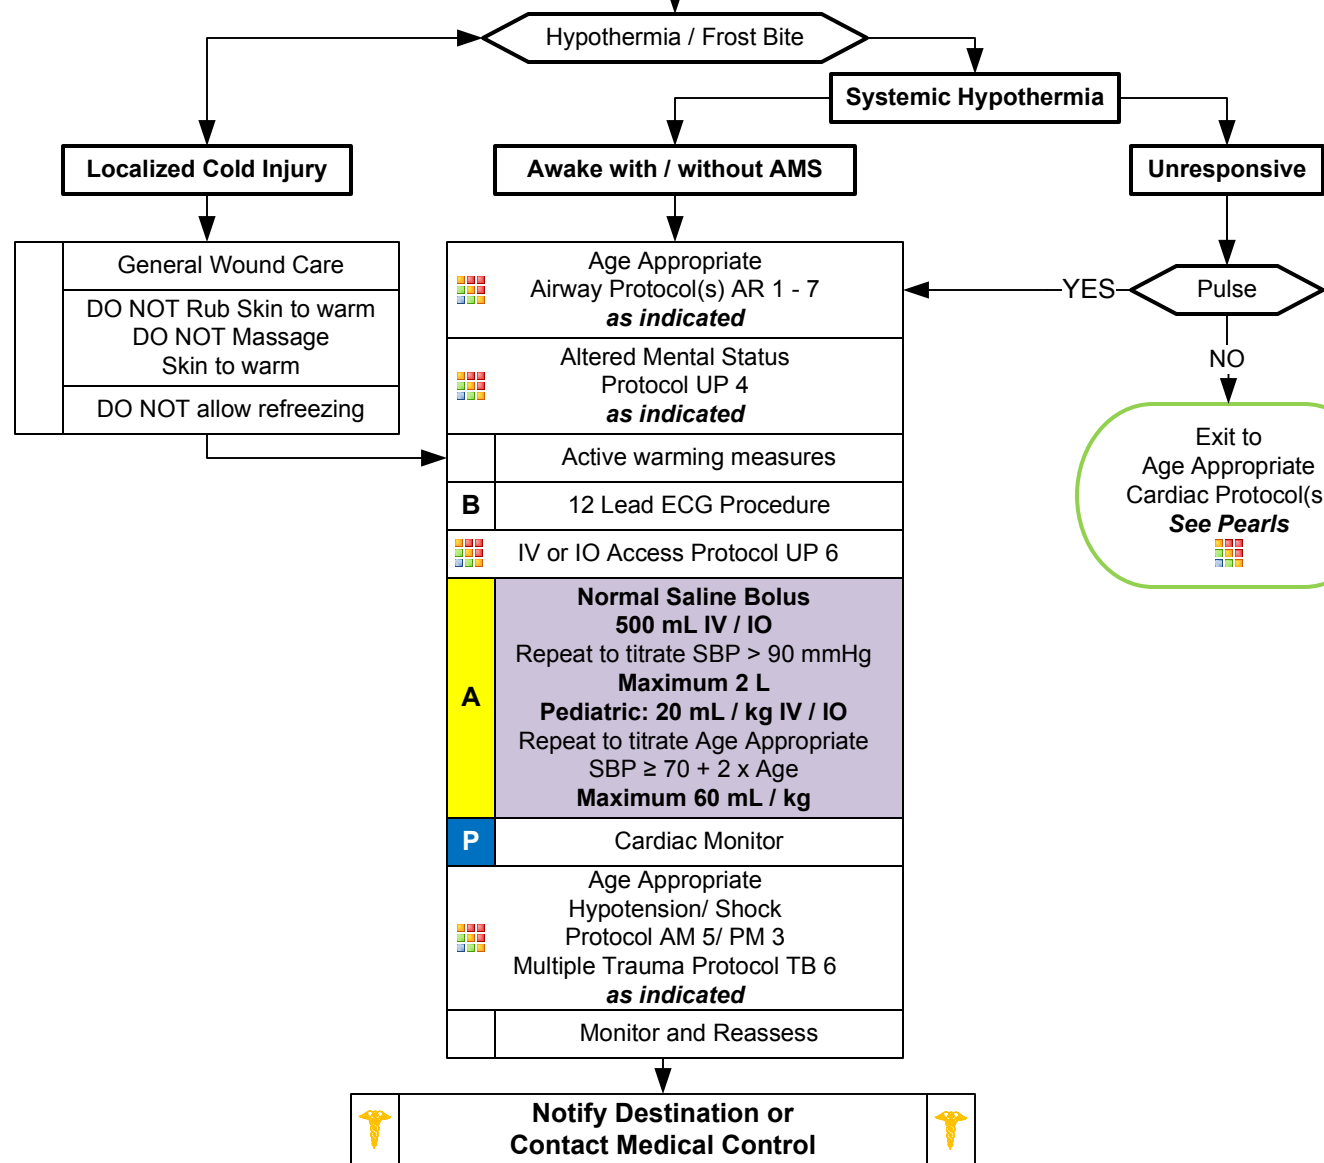 Hypothermia / Frost Bite
Systemic Hypothermia
Localized Cold Injury
Awake with / without AMS
Unresponsive
General Wound Care
DO NOT Rub Skin to warm
DO NOT Massage
Skin to warm
DO NOT allow refreezing
Age Appropriate
Airway Protocol(s) AR 1 - 7
as indicated
Altered Mental Status
Protocol UP 4
as indicated
Active warming measures
B
12 Lead ECG Procedure
IV or IO Access Protocol UP 6
A
Normal Saline Bolus
500 mL IV / IO
Repeat to titrate SBP > 90 mmHg
Maximum 2 L
Pediatric: 20 mL / kg IV / IO
Repeat to titrate Age Appropriate
SBP ≥ 70 + 2 x Age
Maximum 60 mL / kg
P
Cardiac Monitor
Age Appropriate
Hypotension/ Shock
Protocol AM 5/ PM 3
Multiple Trauma Protocol TB 6
as indicated
Monitor and Reassess
YES
Pulse
NO
Exit to
Age Appropriate
Cardiac Protocol(s
See Pearls
Notify Destination or
Contact Medical Control